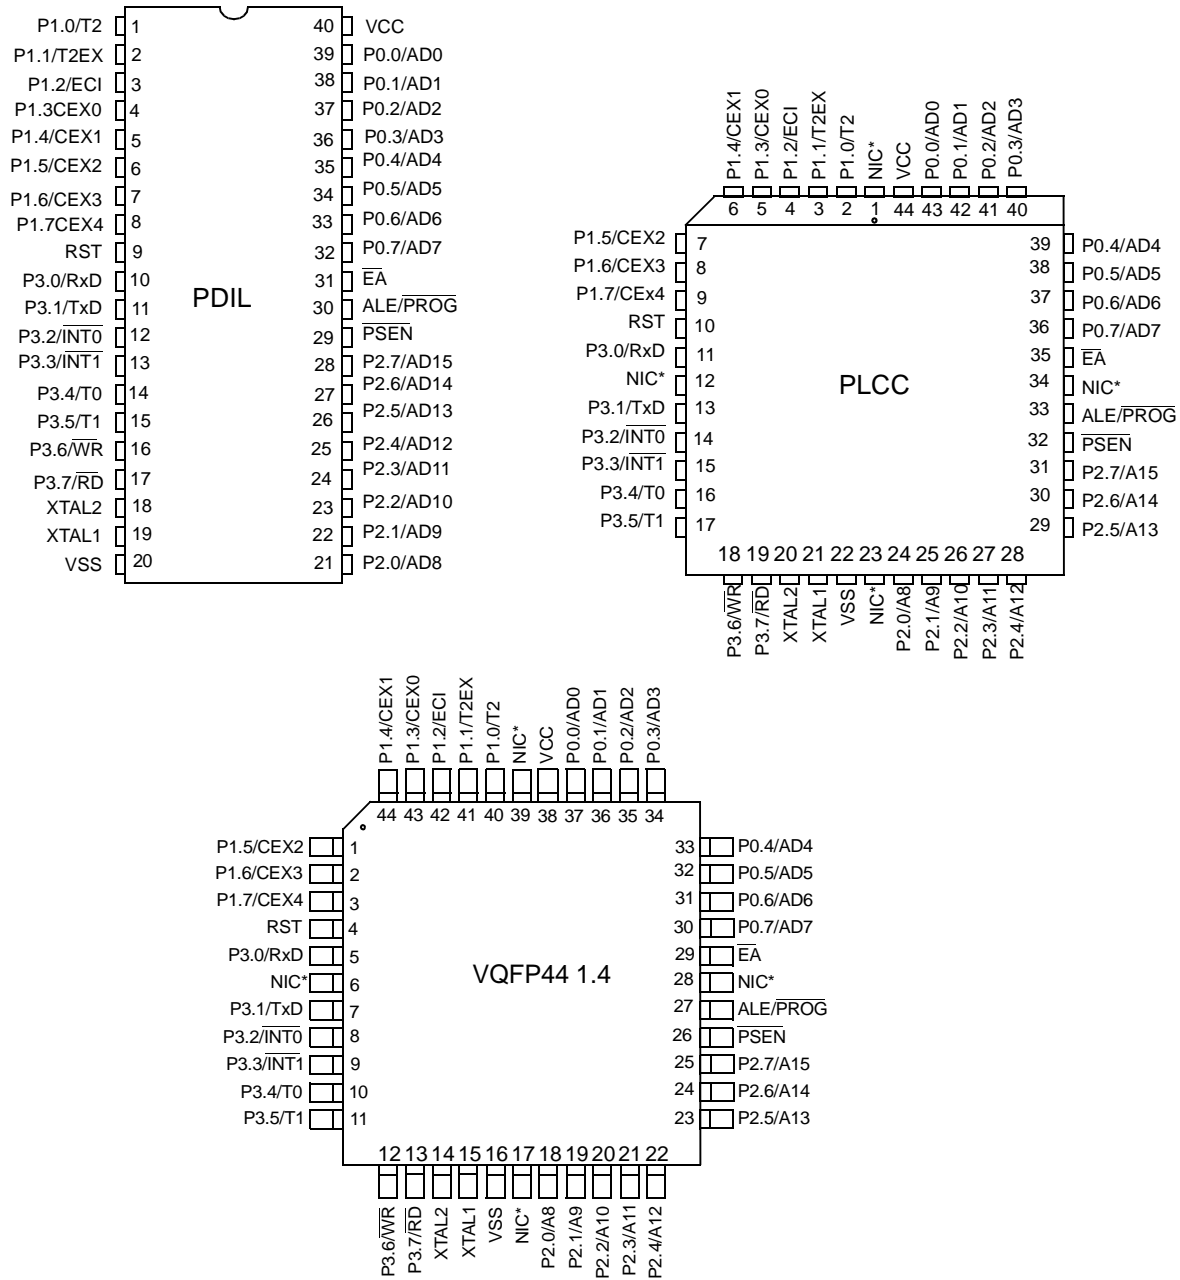 P1.0/T2 1 40 VCC
P1.1/T2EX 2 39 P0.0/AD0
P1.2/ECI 3 38 P0.1/AD1
P1.3CEX0 4 37 P0.2/AD2
P1.4/CEX1 5 36 P0.3/AD3
P1.5/CEX2 6 35 P0.4/AD4
P1.6/CEX3 7 34 P0.5/AD5
P1.7CEX4 8 33 P0.6/AD6
RST 9 32 P0.7/AD7
P3.0/RxD 10 31 EA
P3.1/TxD 11 30 ALE/PROG
P3.2/INT0 12 29 PSEN
P3.3/INT1 13 28 P2.7/AD15
P3.4/T0 14 27 P2.6/AD14
P3.5/T1 15 26 P2.5/AD13
P3.6/WR 16 25 P2.4/AD12
P3.7/RD 17 24 P2.3/AD11
XTAL2 18 23 P2.2/AD10
XTAL1 19 22 P2.1/AD9
VSS 20 21 P2.0/AD8
PDIL
P1.4/CEX1 P1.3/CEX0 P1.2/ECI P1.1/T2EX P1.0/T2 NIC* VCC P0.0/AD0 P0.1/AD1 P0.2/AD2 P0.3/AD3
6 5 4 3 2 1 44 43 42 41 40
P1.5/CEX2 7 39 P0.4/AD4
P1.6/CEX3 8 38 P0.5/AD5
P1.7/CEx4 9 37 P0.6/AD6
RST 10 36 P0.7/AD7
P3.0/RxD 11 35 EA
NIC* 12 34 NIC*
P3.1/TxD 13 33 ALE/PROG
P3.2/INT0 14 32 PSEN
P3.3/INT1 15 31 P2.7/A15
P3.4/T0 16 30 P2.6/A14
P3.5/T1 17 29 P2.5/A13
PLCC
18 19 20 21 22 23 24 25 26 27 28
P3.6/WR P3.7/RD XTAL2 XTAL1 VSS NIC* P2.0/A8 P2.1/A9 P2.2/A10 P2.3/A11 P2.4/A12
P1.4/CEX1 P1.3/CEX0 P1.2/ECI P1.1/T2EX P1.0/T2 NIC* VCC P0.0/AD0 P0.1/AD1 P0.2/AD2 P0.3/AD3
44 43 42 41 40 39 38 37 36 35 34
P1.5/CEX2 1 33 P0.4/AD4
P1.6/CEX3 2 32 P0.5/AD5
P1.7/CEX4 3 31 P0.6/AD6
RST 4 30 P0.7/AD7
P3.0/RxD 5 29 EA
NIC* 6 28 NIC*
P3.1/TxD 7 27 ALE/PROG
P3.2/INT0 8 26 PSEN
P3.3/INT1 9 25 P2.7/A15
P3.4/T0 10 24 P2.6/A14
P3.5/T1 11 23 P2.5/A13
VQFP44 1.4
12 13 14 15 16 17 18 19 20 21 22
P3.6/WR P3.7/RD XTAL2 XTAL1 VSS NIC* P2.0/A8 P2.1/A9 P2.2/A10 P2.3/A11 P2.4/A12